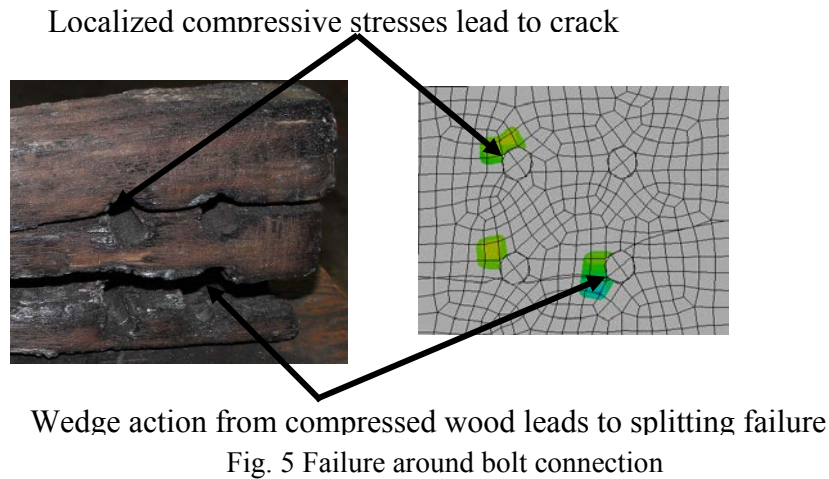 Localized compressive stresses lead to crack
Wedge action from compressed wood leads to splitting failure
Fig. 5 Failure around bolt connection